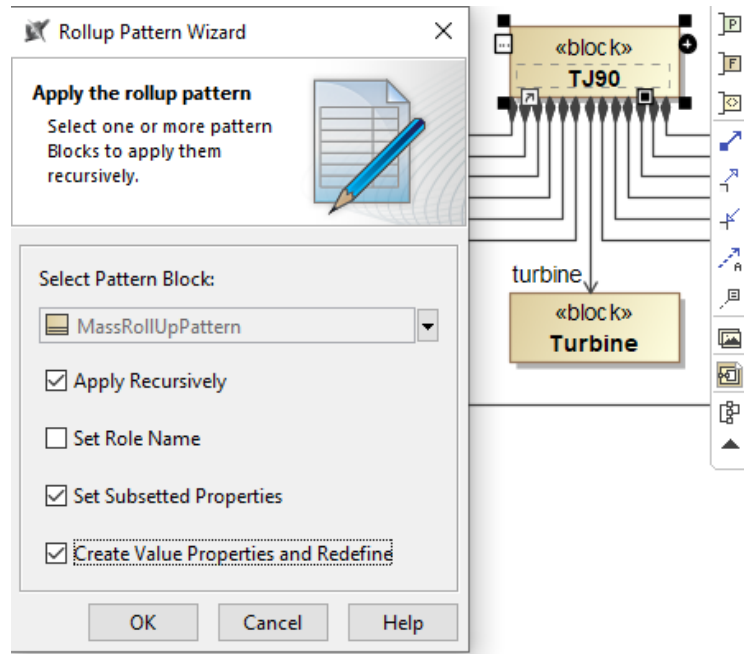 Rollup Pattern Wizard
Apply the rollup pattern
Select one or more pattern
Blocks to apply them
recursively.
Select Pattern Block:
MassRollUpPattern
Apply Recursively
Set Role Name
Set Subsetted Properties
Create Value Properties and Redefine
OK
Cancel
Help
«block»
TJ90
turbine
«block»
Turbine
P
F
A